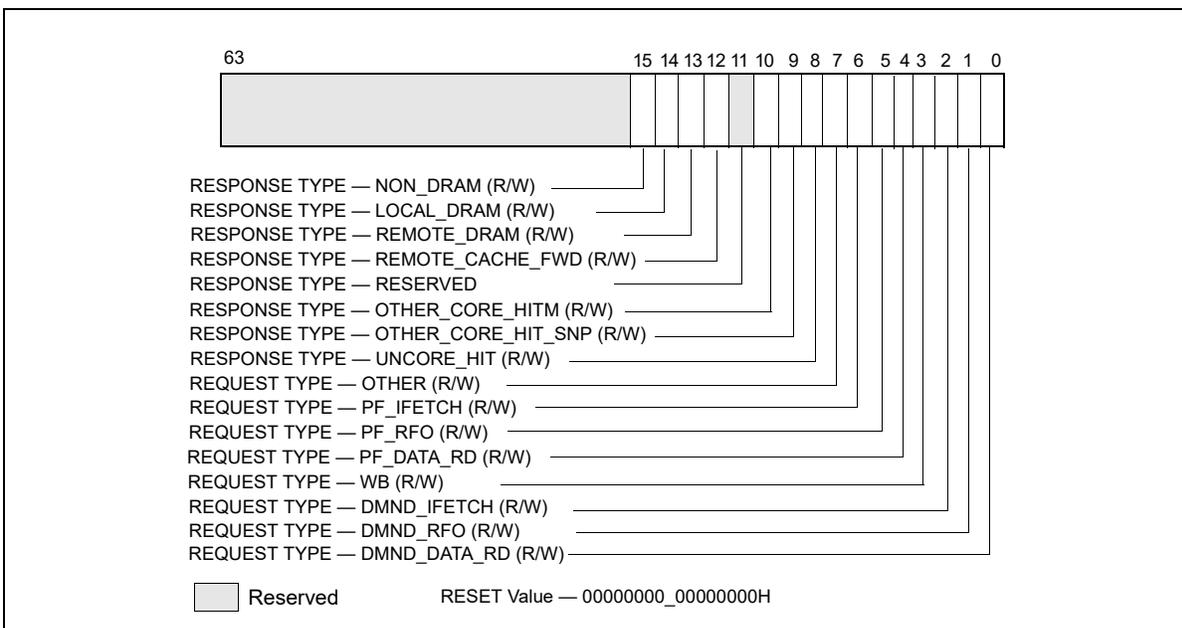 63 15 14 13 12 11 10 9 8 7 6 5 4 3 2 1 0
RESPONSE TYPE — NON_DRAM (R/W)
RESPONSE TYPE — LOCAL_DRAM (R/W)
RESPONSE TYPE — REMOTE_DRAM (R/W)
RESPONSE TYPE — REMOTE_CACHE_FWD (R/W)
RESPONSE TYPE — RESERVED
RESPONSE TYPE — OTHER_CORE_HITM (R/W)
RESPONSE TYPE — OTHER_CORE_HIT_SNP (R/W)
RESPONSE TYPE — UNCORE_HIT (R/W)
REQUEST TYPE — OTHER (R/W)
REQUEST TYPE — PF_IFETCH (R/W)
REQUEST TYPE — PF_RFO (R/W)
REQUEST TYPE — PF_DATA_RD (R/W)
REQUEST TYPE — WB (R/W)
REQUEST TYPE — DMND_IFETCH (R/W)
REQUEST TYPE — DMND_RFO (R/W)
REQUEST TYPE — DMND_DATA_RD (R/W)
Reserved RESET Value — 00000000_00000000H